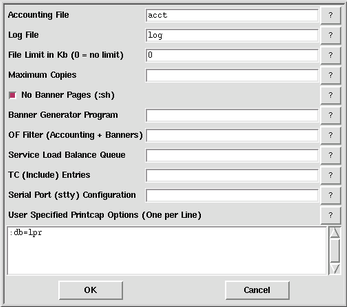 Accounting File acct ?
Log File log ?
File Limit in Kb (0 = no limit) 0 ?
Maximum Copies ?
No Banner Pages (:sh) ?
Banner Generator Program ?
OF Filter (Accounting + Banners) ?
Service Load Balance Queue ?
TC (Include) Entries ?
Serial Port (stty) Configuration ?
User Specified Printcap Options (One per Line) ?
:db=lpr
OK Cancel